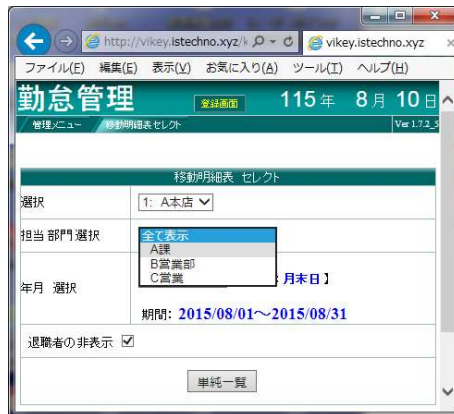 http://vikey.istechno.xyz/k
vikey.istechno.xyz
ファイル(F) 編集(E) 表示(V) お気に入り(A) ツール(T) ヘルプ(H)
勤怠管理 登録画面 115年 8月 10日
管理メニュー 移動明細表セレクト Ver 1.7.2_5
移動明細表 セレクト
選択 1: A本店
担当 部門 選択 全て表示
A課
B営業部
C営業
年月 選択 月末日 】
期間: 2015/08/01～2015/08/31
退職者の非表示
単純一覧